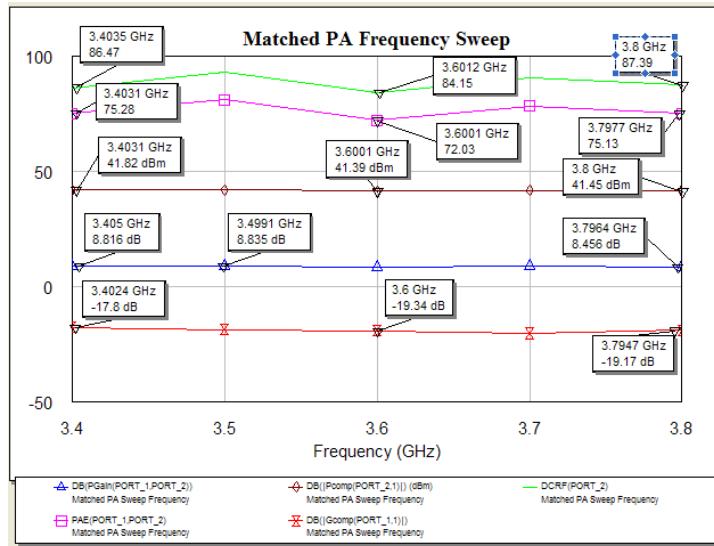 Matched PA Frequency Sweep
3.4035 GHz
86.47
3.6012 GHz
84.15
3.8 GHz
87.39
3.4031 GHz
75.28
3.6001 GHz
72.03
3.7977 GHz
75.13
3.4031 GHz
41.82 dBm
3.6001 GHz
41.39 dBm
3.8 GHz
41.45 dBm
3.405 GHz
8.816 dB
3.4991 GHz
8.835 dB
3.7964 GHz
8.456 dB
3.4024 GHz
-17.8 dB
3.6 GHz
-19.34 dB
3.7947 GHz
-19.17 dB
100
50
0
-50
3.4 3.5 3.6 3.7 3.8
Frequency (GHz)
DB(PGain(PORT_1,PORT_2))
Matched PA Sweep Frequency
DB(|Pcomp(PORT_2,1)|) (dBm)
Matched PA Sweep Frequency
DCRF(PORT_2)
Matched PA Sweep Frequency
PAE(PORT_1,PORT_2)
Matched PA Sweep Frequency
DB(|Gcomp(PORT_1,1)|)
Matched PA Sweep Frequency